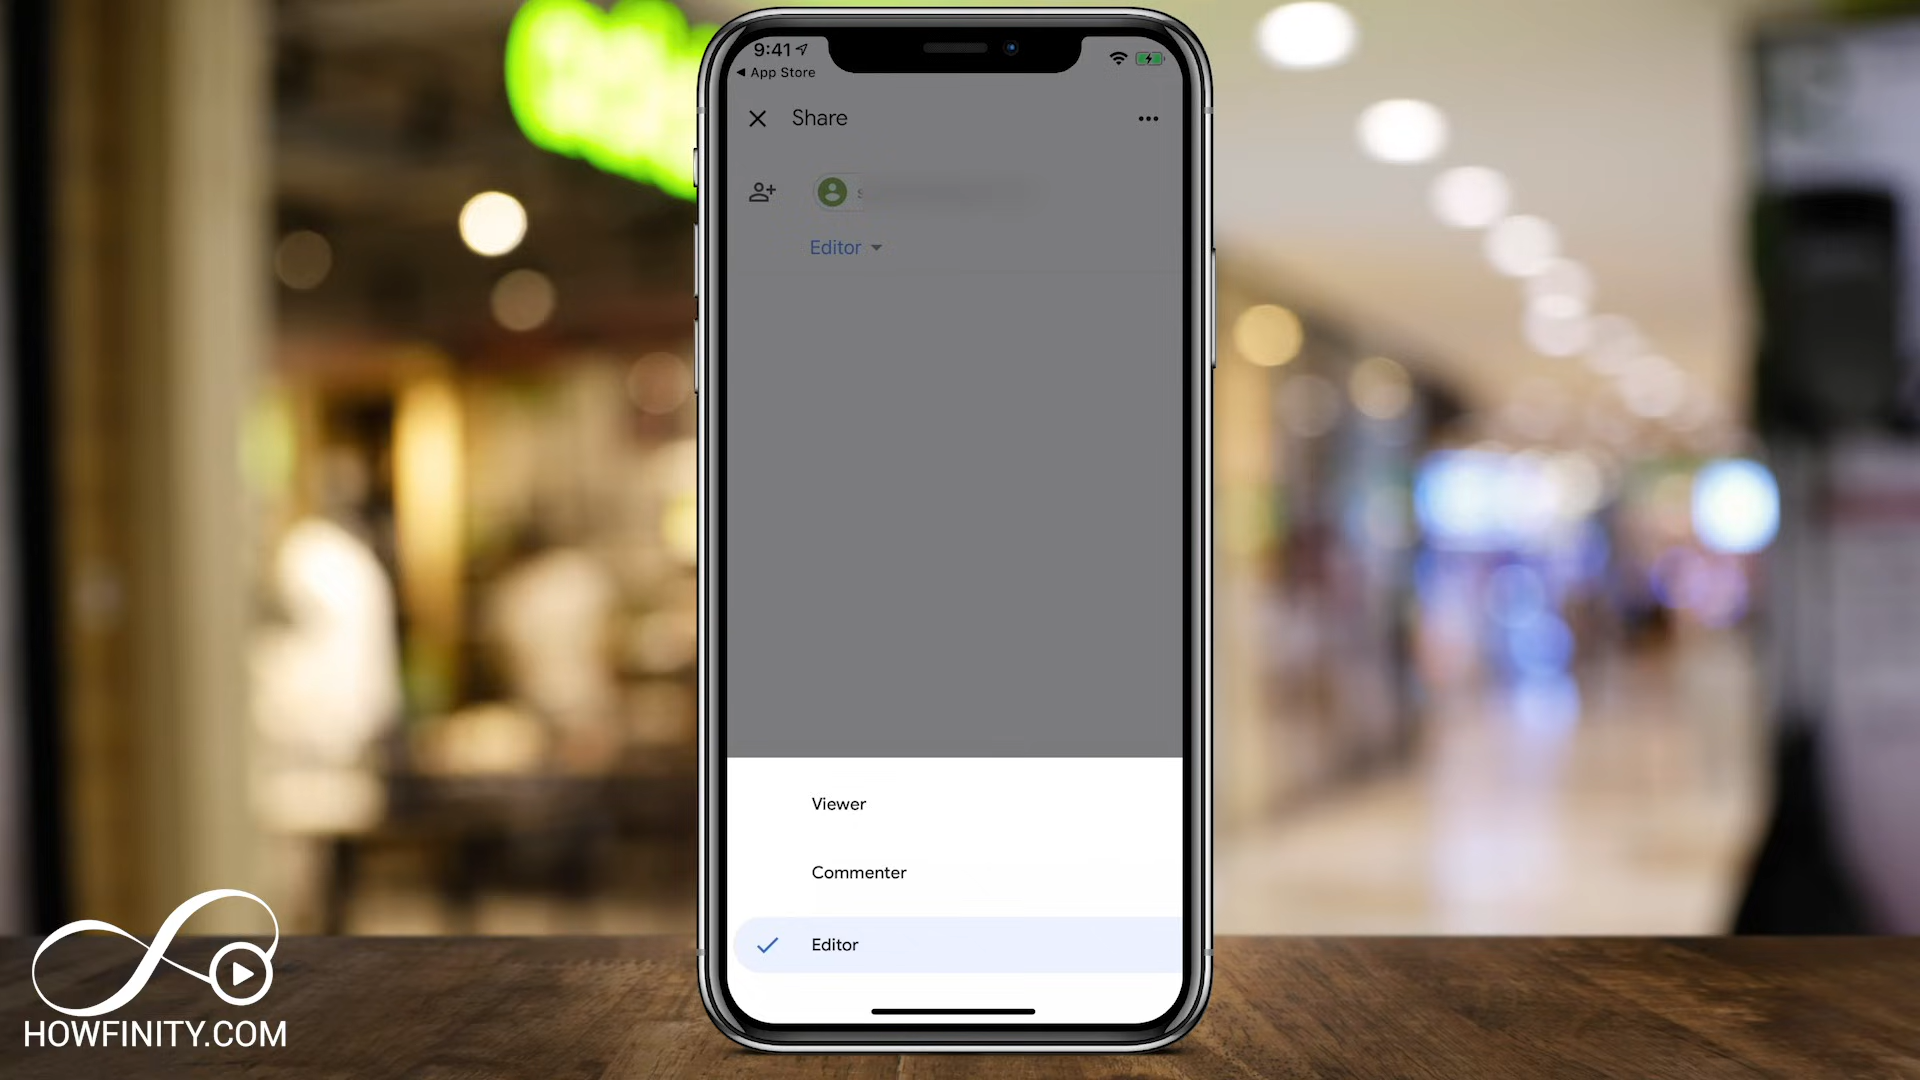 9:41
App Store
Share
Editor
Viewer
Commenter
Editor
HOWFINITY.COM